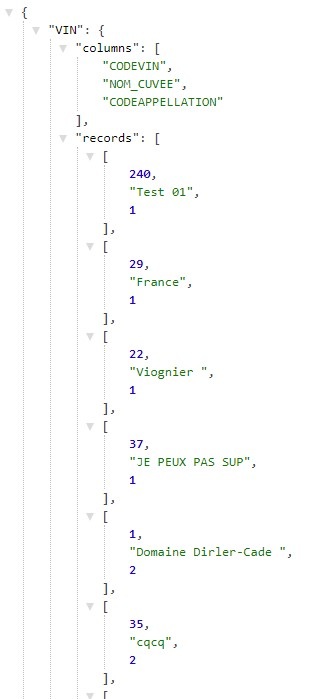 {
"VIN": {
"columns": [
"CODEVIN",
"NOM_CUVEE",
"CODEAPPELLATION"
],
"records": [
[
240,
"Test 01",
1
],
[
29,
"France",
1
],
[
22,
"Viognier ",
1
],
[
37,
"JE PEUX PAS SUP",
1
],
[
1,
"Domaine Dirler-Cade ",
2
],
[
35,
"cqcq",
2
],
[